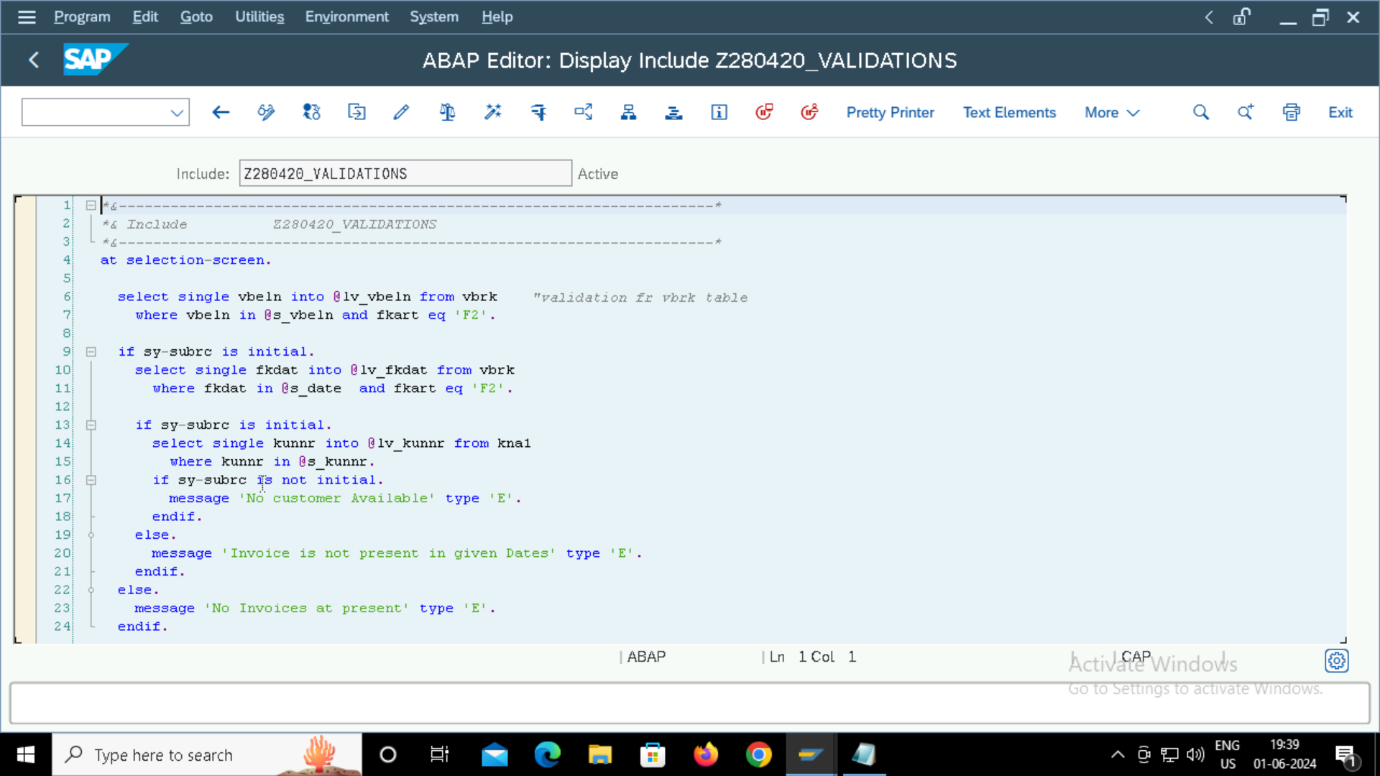 Program Edit Goto Utilities Environment System Help
SAP ABAP Editor: Display Include Z280420_VALIDATIONS
Pretty Printer Text Elements More Exit
Include: Z280420_VALIDATIONS Active
1 *&---------------------------------------------------------------------*
2 *& Include          Z280420_VALIDATIONS
3 *&---------------------------------------------------------------------*
4 at selection-screen.
5
6   select single vbeln into @lv_vbeln from vbrk    "validation fr vbrk table
7     where vbeln in @s_vbeln and fkart eq 'F2'.
8
9   if sy-subrc is initial.
10     select single fkdat into @lv_fkdat from vbrk
11       where fkdat in @s_date  and fkart eq 'F2'.
12
13     if sy-subrc is initial.
14       select single kunnr into @lv_kunnr from kna1
15         where kunnr in @s_kunnr.
16       if sy-subrc is not initial.
17         message 'No customer Available' type 'E'.
18       endif.
19     else.
20       message 'Invoice is not present in given Dates' type 'E'.
21     endif.
22   else.
23     message 'No Invoices at present' type 'E'.
24   endif.
ABAP Ln 1 Col 1 CAP
Activate Windows
Go to Settings to activate Windows.
Type here to search ENG US 19:39 01-06-2024 1